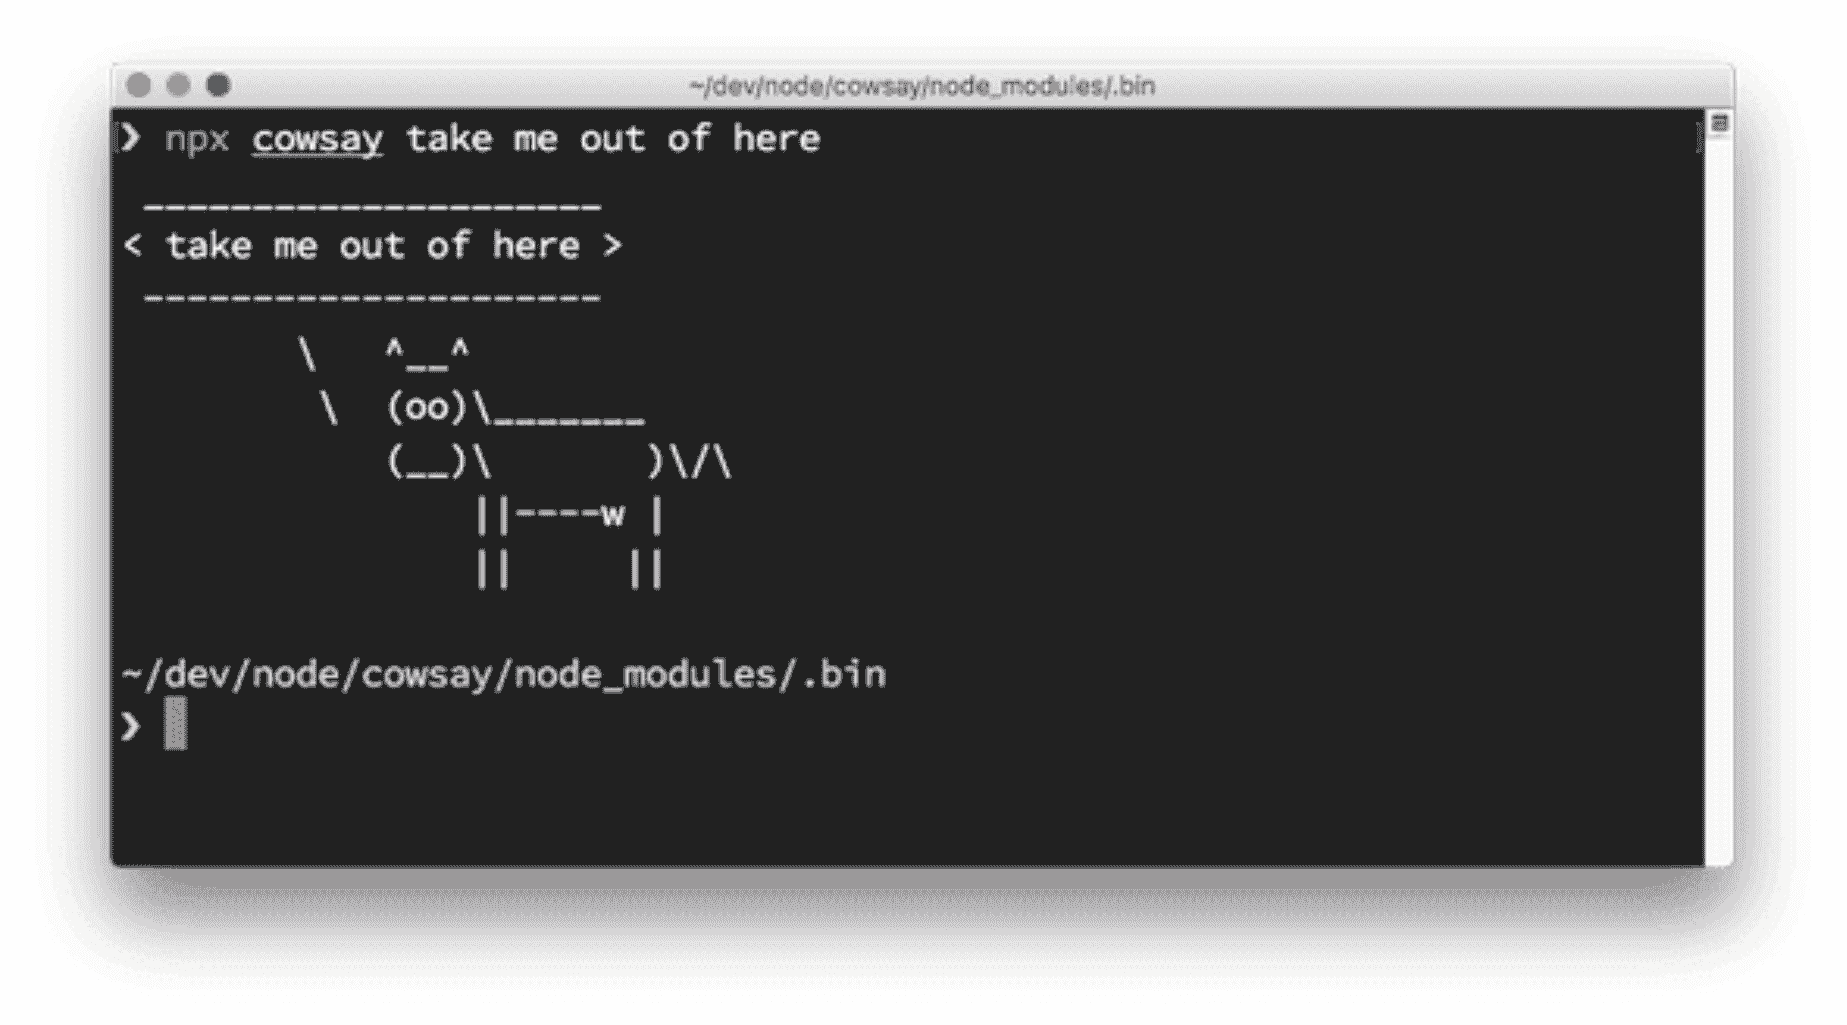 ~/dev/node/cowsay/node_modules/.bin
❯ npx cowsay take me out of here
 _____________________
< take me out of here >
 ---------------------
        \   ^__^
         \  (oo)\_______
            (__)\       )\/\
                ||----w |
                ||     ||
~/dev/node/cowsay/node_modules/.bin
❯